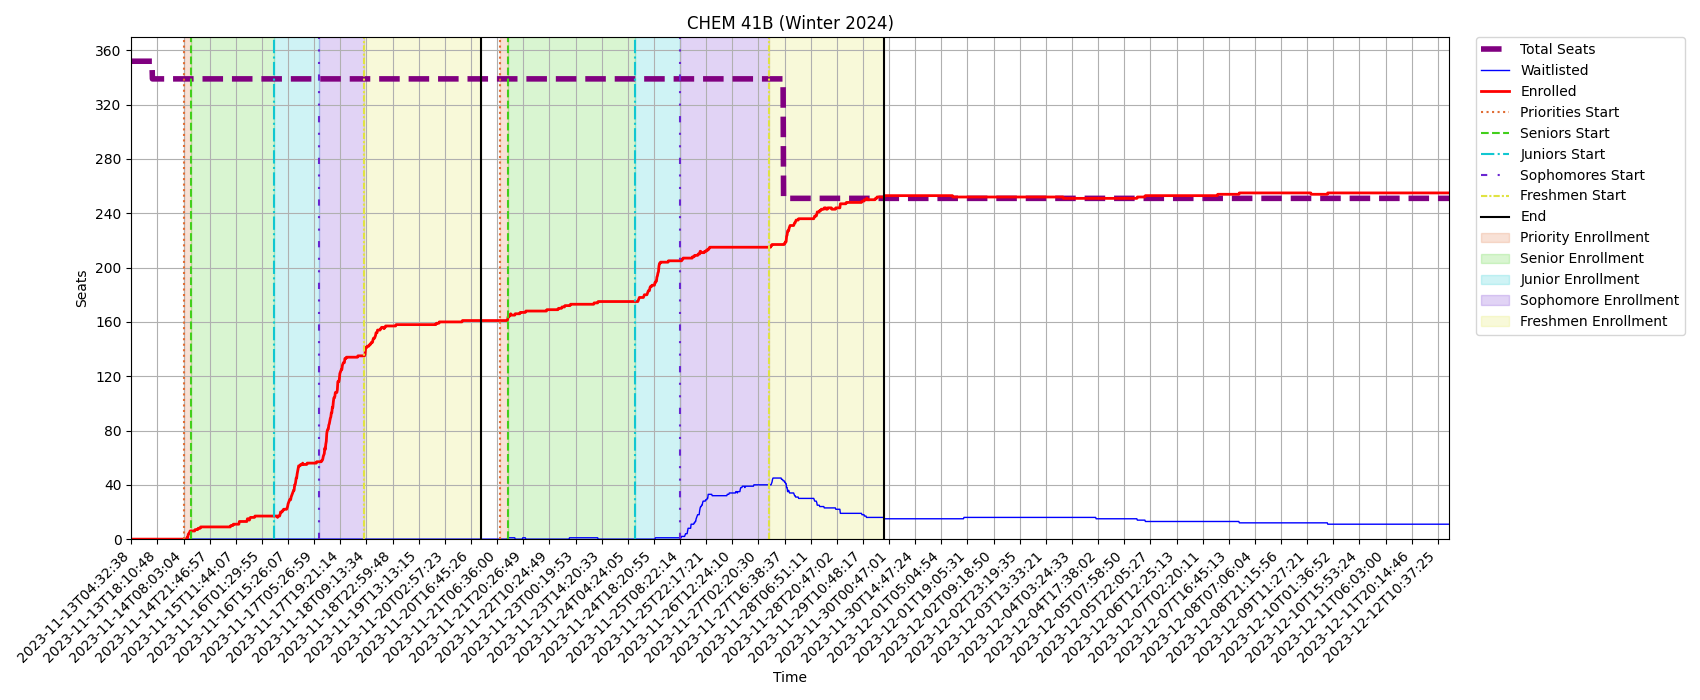 CHEM 41B (Winter 2024)
360
320
280
240
200
160
120
80
40
0
Seats
2023-11-13T04:32:38
2023-11-13T18:10:48
2023-11-14T08:03:04
2023-11-14T21:46:57
2023-11-15T11:44:07
2023-11-16T01:29:55
2023-11-16T15:26:07
2023-11-17T05:26:59
2023-11-17T19:21:14
2023-11-18T09:13:34
2023-11-18T22:59:48
2023-11-19T13:13:15
2023-11-20T02:57:23
2023-11-20T16:45:26
2023-11-21T06:36:00
2023-11-21T20:26:49
2023-11-22T10:24:49
2023-11-23T00:19:53
2023-11-23T14:20:33
2023-11-24T04:24:05
2023-11-24T18:20:55
2023-11-25T08:22:14
2023-11-25T22:17:21
2023-11-26T12:24:10
2023-11-27T02:20:30
2023-11-27T16:38:37
2023-11-28T06:51:11
2023-11-28T20:47:02
2023-11-29T10:48:17
2023-11-30T00:47:01
2023-11-30T14:47:24
2023-12-01T05:04:54
2023-12-01T19:05:31
2023-12-02T09:18:50
2023-12-02T23:19:35
2023-12-03T13:33:21
2023-12-04T03:24:33
2023-12-04T17:38:02
2023-12-05T07:58:50
2023-12-05T22:05:27
2023-12-06T12:25:13
2023-12-07T02:20:11
2023-12-07T16:45:13
2023-12-08T07:06:04
2023-12-08T21:15:56
2023-12-09T11:27:21
2023-12-10T01:36:52
2023-12-10T15:53:24
2023-12-11T06:03:00
2023-12-11T20:14:46
2023-12-12T10:37:25
Time
Total Seats
Waitlisted
Enrolled
Priorities Start
Seniors Start
Juniors Start
Sophomores Start
Freshmen Start
End
Priority Enrollment
Senior Enrollment
Junior Enrollment
Sophomore Enrollment
Freshmen Enrollment